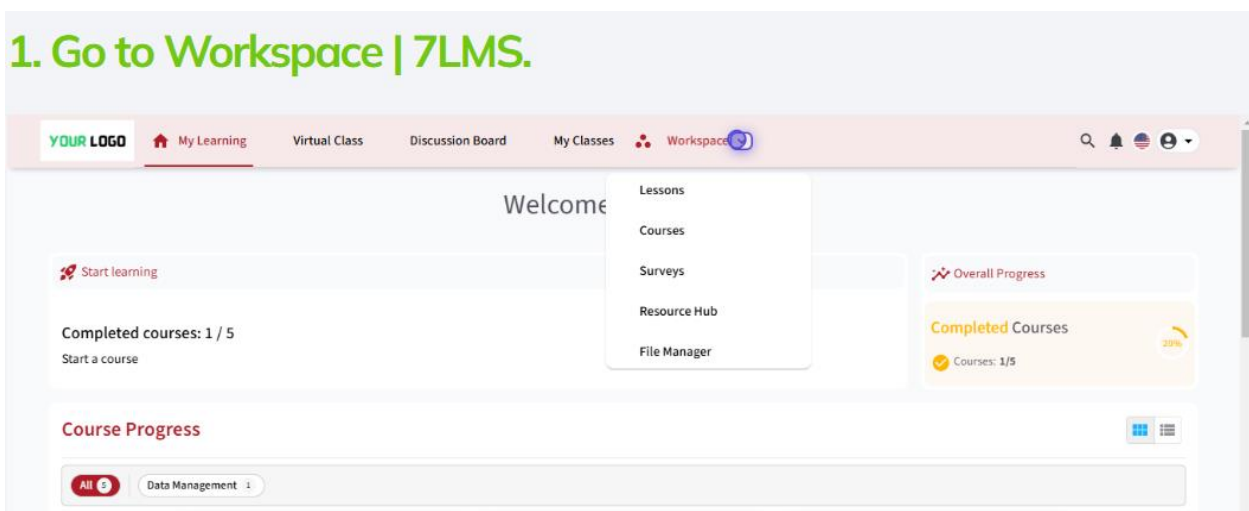 1. Go to Workspace | 7LMS.
YOUR LOGO My Learning Virtual Class Discussion Board My Classes Workspace
Welcome
Lessons
Courses
Surveys
Resource Hub
File Manager
Start learning
Completed courses: 1 / 5
Start a course
Overall Progress
Completed Courses
20%
Courses: 1/5
Course Progress
All 5 Data Management 1